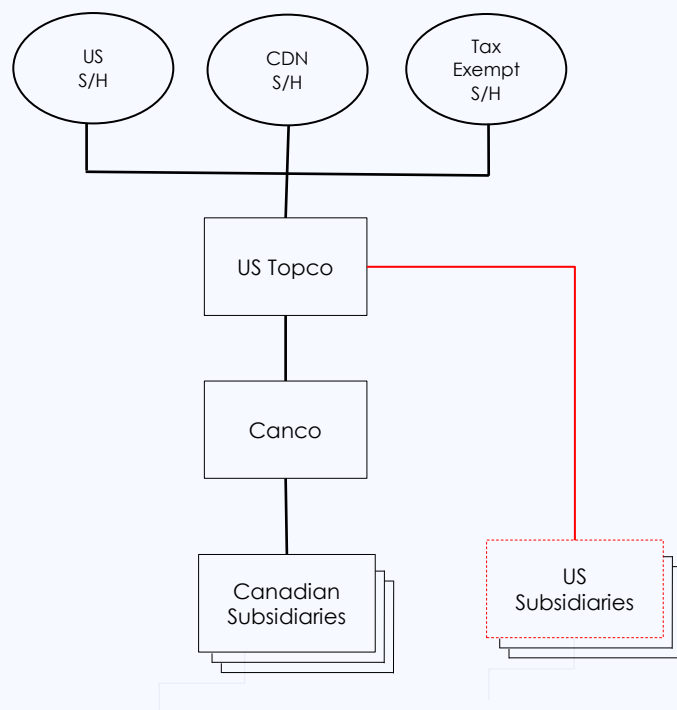 US
S/H
CDN
S/H
Tax
Exempt
S/H
US Topco
Canco
Canadian
Subsidiaries
US
Subsidiaries